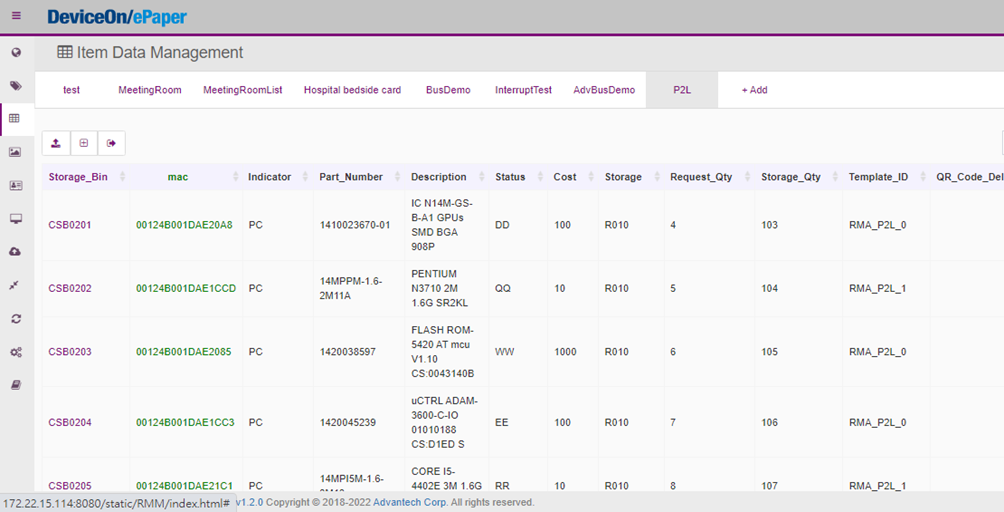 DeviceOn/ePaper
Item Data Management
test MeetingRoom MeetingRoomList Hospital bedside card BusDemo InterruptTest AdvBusDemo P2L + Add
Storage_Bin mac Indicator Part_Number Description Status Cost Storage Request_Qty Storage_Qty Template_ID QR_Code_Del
CSB0201 00124B001DAE20A8 PC 1410023670-01 IC N14M-GS-
B-A1 GPUs
SMD BGA
908P
DD 100 R010 4 103 RMA_P2L_0
CSB0202 00124B001DAE1CCD PC 14MPPM-1.6-
2M11A
PENTIUM
N3710 2M
1.6G SR2KL
QQ 10 R010 5 104 RMA_P2L_1
CSB0203 00124B001DAE2085 PC 1420038597 FLASH ROM-
5420 AT mcu
V1.10
CS:0043140B
WW 1000 R010 6 105 RMA_P2L_0
CSB0204 00124B001DAE1CC3 PC 1420045239 uCTRL ADAM-
3600-C-IO
01010188
CS:D1ED S
EE 100 R010 7 106 RMA_P2L_0
CSB0205 00124B001DAE21C1 PC 14MPI5M-1.6-
CORE I5-
4402E 3M 1.6G
RR 10 R010 8 107 RMA_P2L_1
172.22.15.114:8080/static/RMM/index.html# v1.2.0 Copyright © 2018-2022 Advantech Corp. All rights reserved.